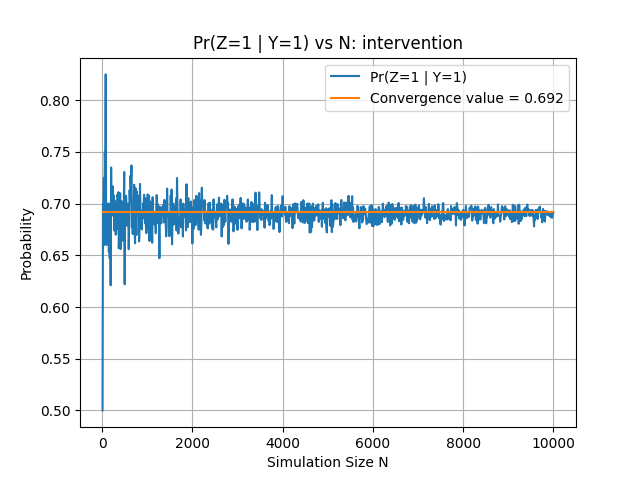 Pr(Z=1 | Y=1) vs N: intervention
Pr(Z=1 | Y=1)
Convergence value = 0.692
0.80
0.75
0.70
0.65
0.60
0.55
0.50
Probability
0
2000
4000
6000
8000
10000
Simulation Size N